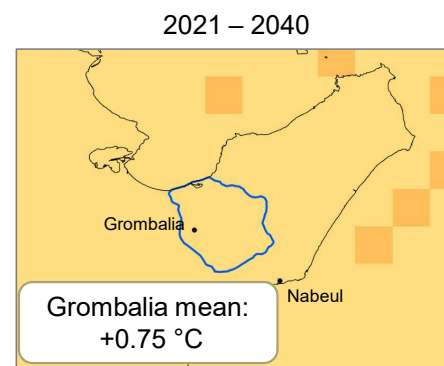 2021 – 2040
Grombalia
Nabeul
Grombalia mean:
+0.75 °C